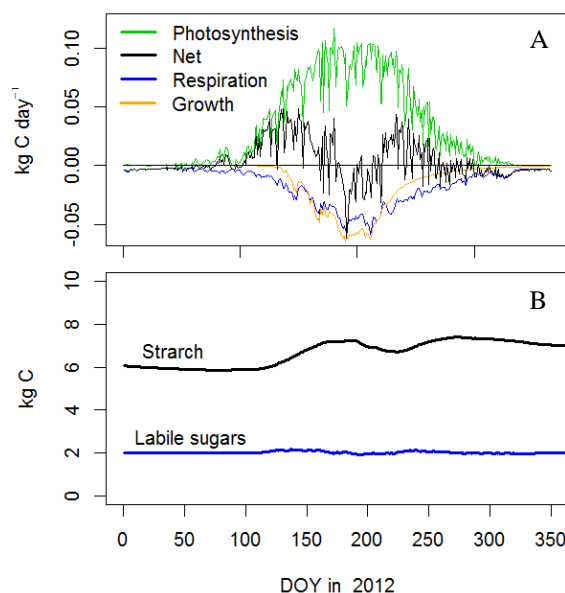 A
Photosynthesis
Net
Respiration
Growth
kg C day⁻¹
0.10
0.05
0.00
-0.05
B
Strarch
Labile sugars
kg C
10
8
6
4
2
0
0 50 100 150 200 250 300 350
DOY in 2012